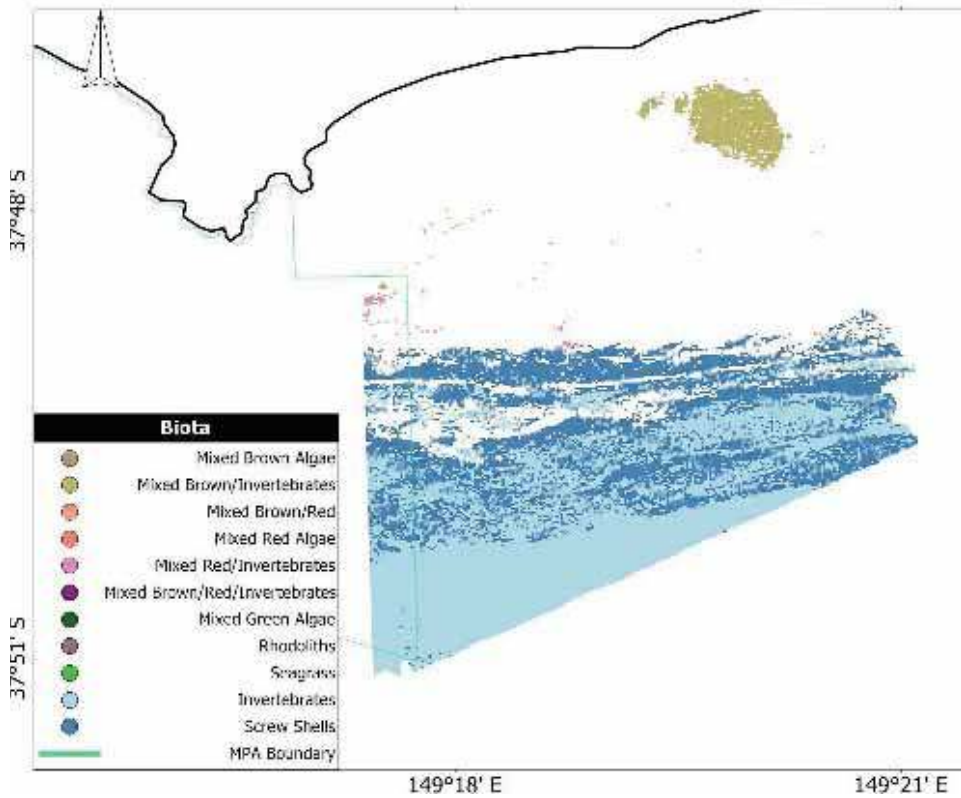 37°48' S
Biota
Mixed Brown Algae
Mixed Brown/Invertebrates
Mixed Brown/Red
Mixed Red Algae
Mixed Red/Invertebrates
Mixed Brown/Red/Invertebrates
Mixed Green Algae
Rhodoliths
Seagrass
Invertebrates
Screw Shells
MPA Boundary
37°51' S
149°18' E
149°21' E